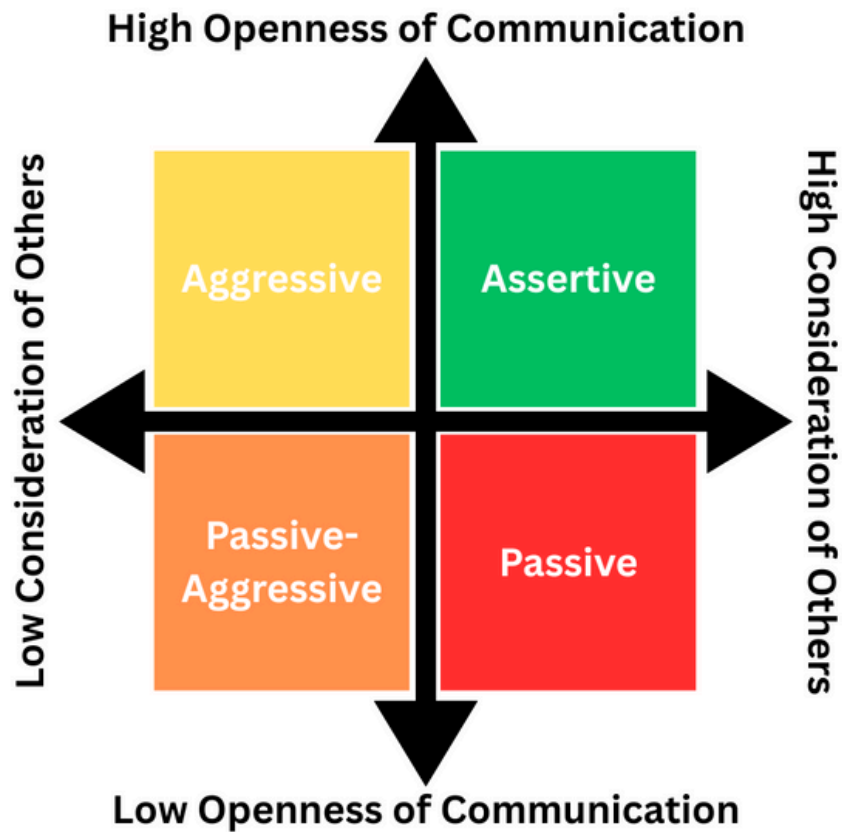 High Openness of Communication
Low Consideration of Others
High Consideration of Others
Aggressive
Assertive
Passive-
Aggressive
Passive
Low Openness of Communication